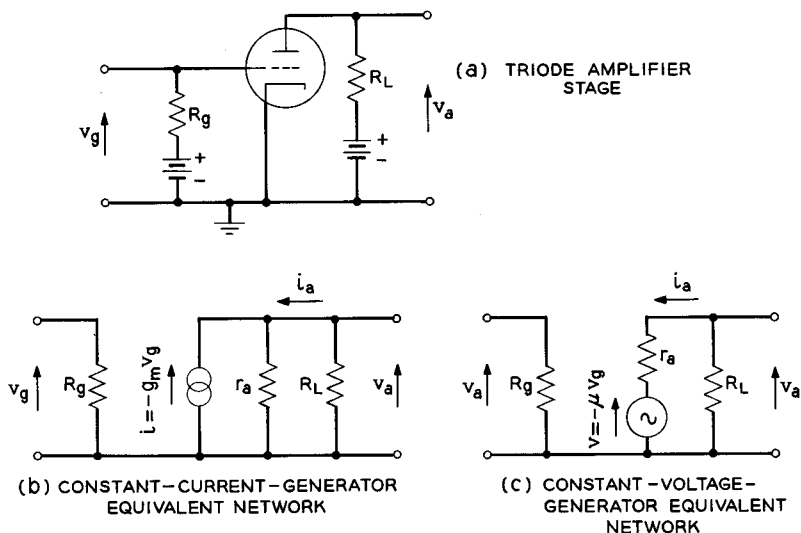 (a) TRIODE AMPLIFIER
STAGE
v_g
R_g
+
-
R_L
+
-
v_a
i_a
v_g
R_g
i=-g_m v_g
r_a
R_L
v_a
(b) CONSTANT-CURRENT-GENERATOR
EQUIVALENT NETWORK
i_a
v_a
R_g
v=-μv_g
r_a
R_L
v_a
(c) CONSTANT-VOLTAGE-
GENERATOR EQUIVALENT
NETWORK